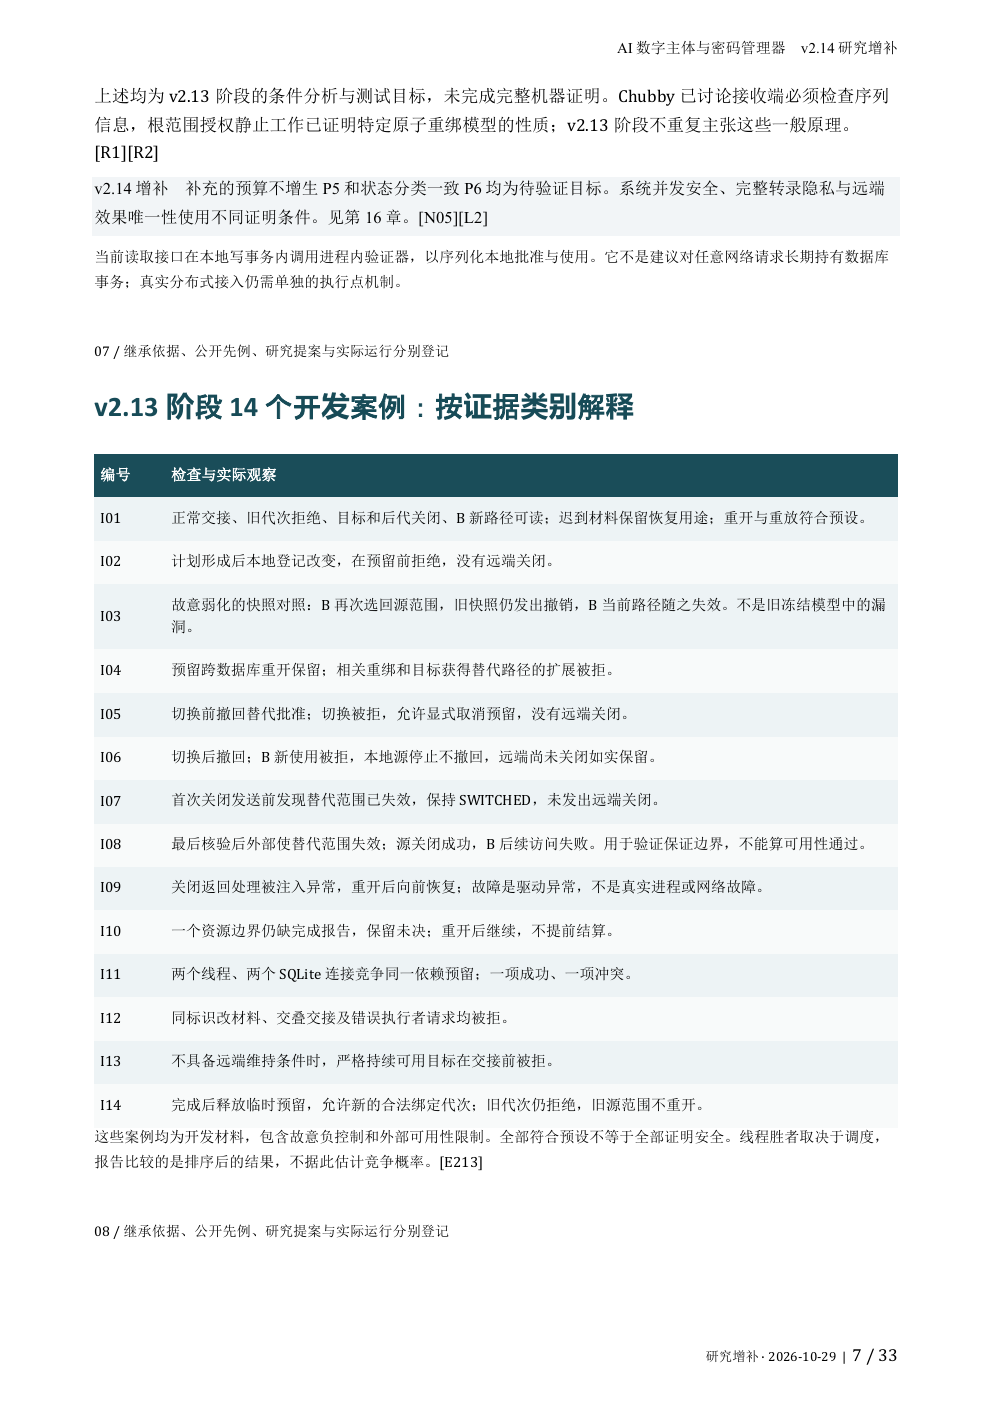 AI 数字主体与密码管理器 v2.14 研究增补
上述均为 v2.13 阶段的条件分析与测试目标，未完成完整机器证明。Chubby 已讨论接收端必须检查序列
信息，根范围授权静止工作已证明特定原子重绑模型的性质；v2.13 阶段不重复主张这些一般原理。
[R1][R2]
v2.14 增补 补充的预算不增生 P5 和状态分类一致 P6 均为待验证目标。系统并发安全、完整转录隐私与远端
效果唯一性使用不同证明条件。见第 16 章。[N05][L2]
当前读取接口在本地写事务内调用进程内验证器，以序列化本地批准与使用。它不是建议对任意网络请求长期持有数据库
事务；真实分布式接入仍需单独的执行点机制。
07 / 继承依据、公开先例、研究提案与实际运行分别登记
v2.13 阶段 14 个开发案例：按证据类别解释
编号 检查与实际观察
I01 正常交接、旧代次拒绝、目标和后代关闭、B 新路径可读；迟到材料保留恢复用途；重开与重放符合预设。
I02 计划形成后本地登记改变，在预留前拒绝，没有远端关闭。
I03 故意弱化的快照对照：B 再次选回源范围，旧快照仍发出撤销，B 当前路径随之失效。不是旧冻结模型中的漏
洞。
I04 预留跨数据库重开保留；相关重绑和目标获得替代路径的扩展被拒。
I05 切换前撤回替代批准；切换被拒，允许显式取消预留，没有远端关闭。
I06 切换后撤回；B 新使用被拒，本地源停止不撤回，远端尚未关闭如实保留。
I07 首次关闭发送前发现替代范围已失效，保持 SWITCHED，未发出远端关闭。
I08 最后核验后外部使替代范围失效；源关闭成功，B 后续访问失败。用于验证保证边界，不能算可用性通过。
I09 关闭返回处理被注入异常，重开后向前恢复；故障是驱动异常，不是真实进程或网络故障。
I10 一个资源边界仍缺完成报告，保留未决；重开后继续，不提前结算。
I11 两个线程、两个 SQLite 连接竞争同一依赖预留；一项成功、一项冲突。
I12 同标识改材料、交叠交接及错误执行者请求均被拒。
I13 不具备远端维持条件时，严格持续可用目标在交接前被拒。
I14 完成后释放临时预留，允许新的合法绑定代次；旧代次仍拒绝，旧源范围不重开。
这些案例均为开发材料，包含故意负控制和外部可用性限制。全部符合预设不等于全部证明安全。线程胜者取决于调度，
报告比较的是排序后的结果，不据此估计竞争概率。[E213]
08 / 继承依据、公开先例、研究提案与实际运行分别登记
研究增补 · 2026-10-29 | 7 / 33